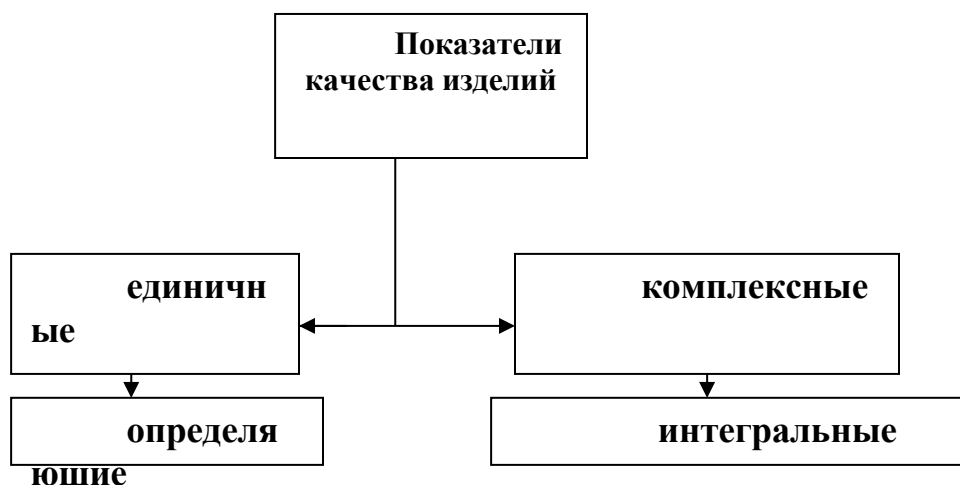 Показатели
качества изделий
единичн
ые
комплексные
определя
ющие
интегральные